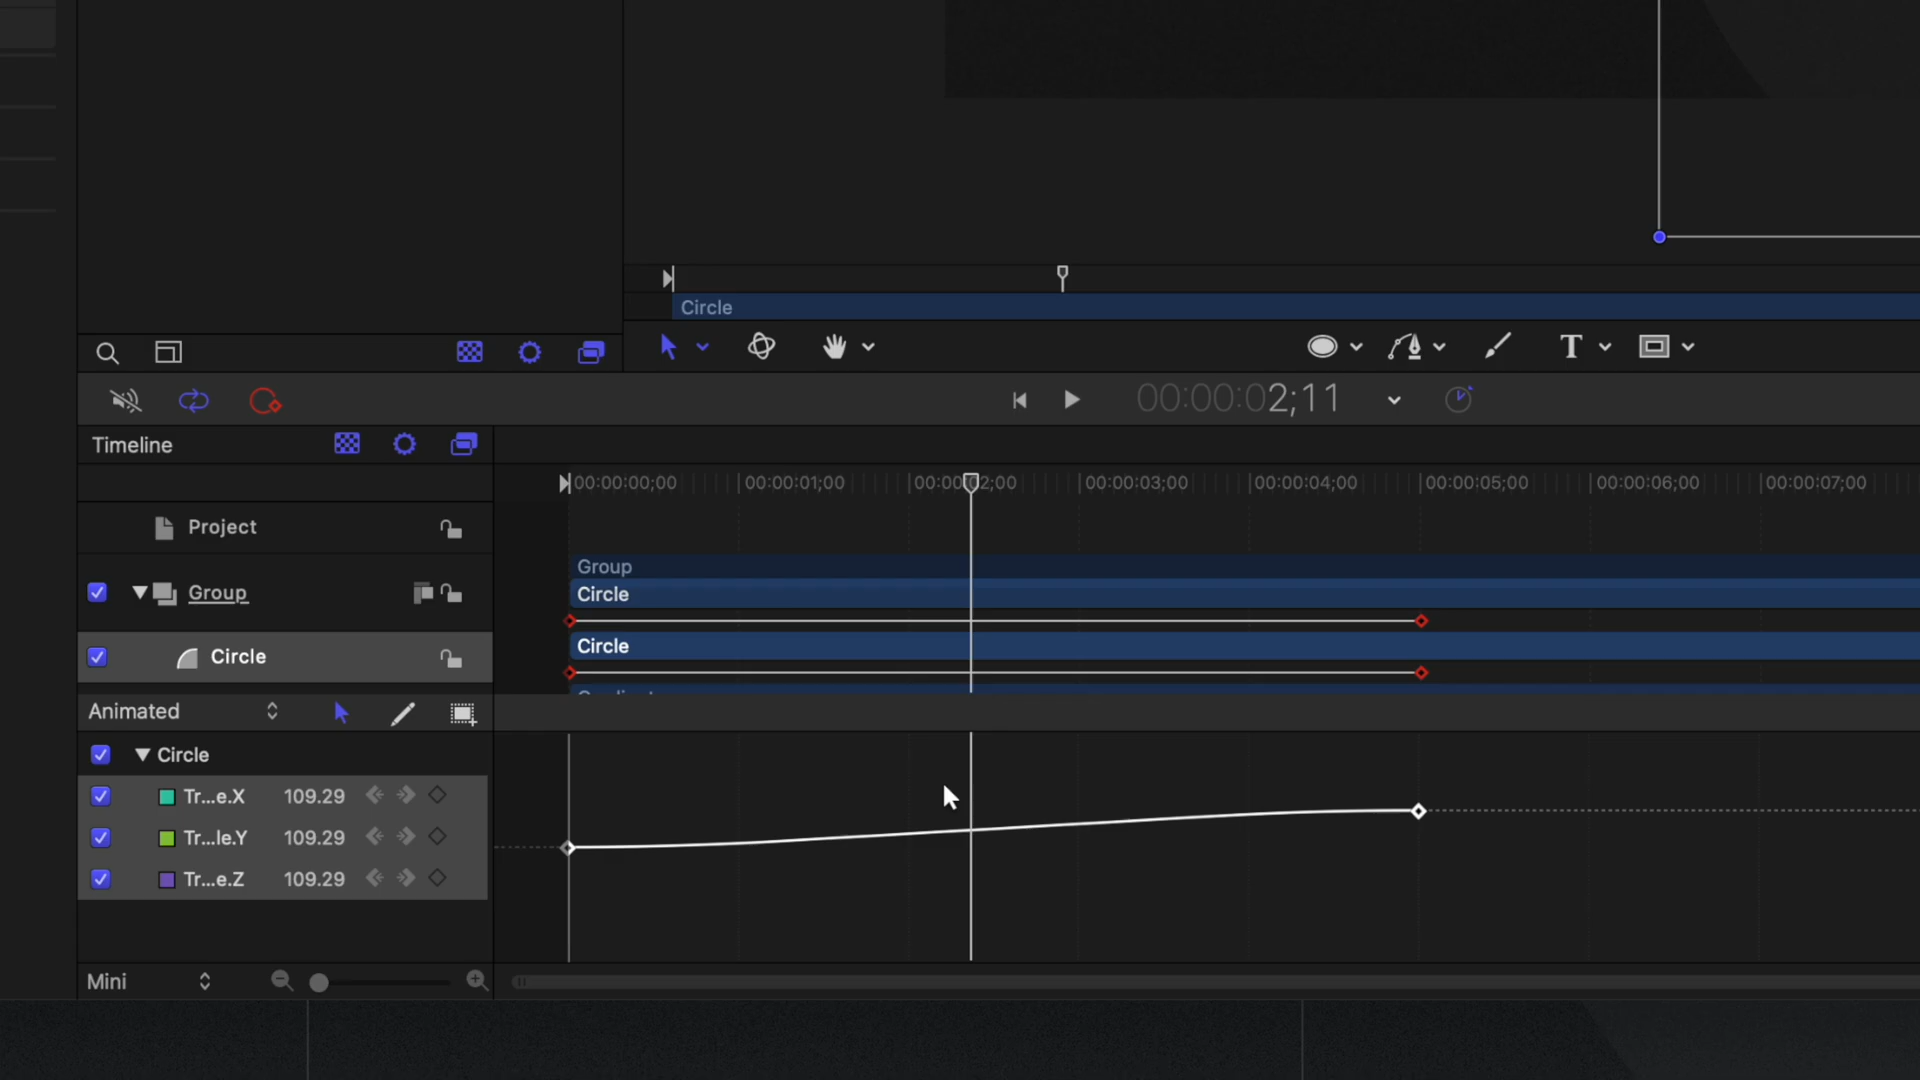 Circle
T
00:00:02;11
Timeline
00:00:00;00 00:00:01;00 00:00:02;00 00:00:03;00 00:00:04;00 00:00:05;00 00:00:06;00 00:00:07;00
Project
Group
Circle
Group
Circle
Circle
Animated
Circle
Tr...e.X 109.29
Tr...le.Y 109.29
Tr...e.Z 109.29
Mini